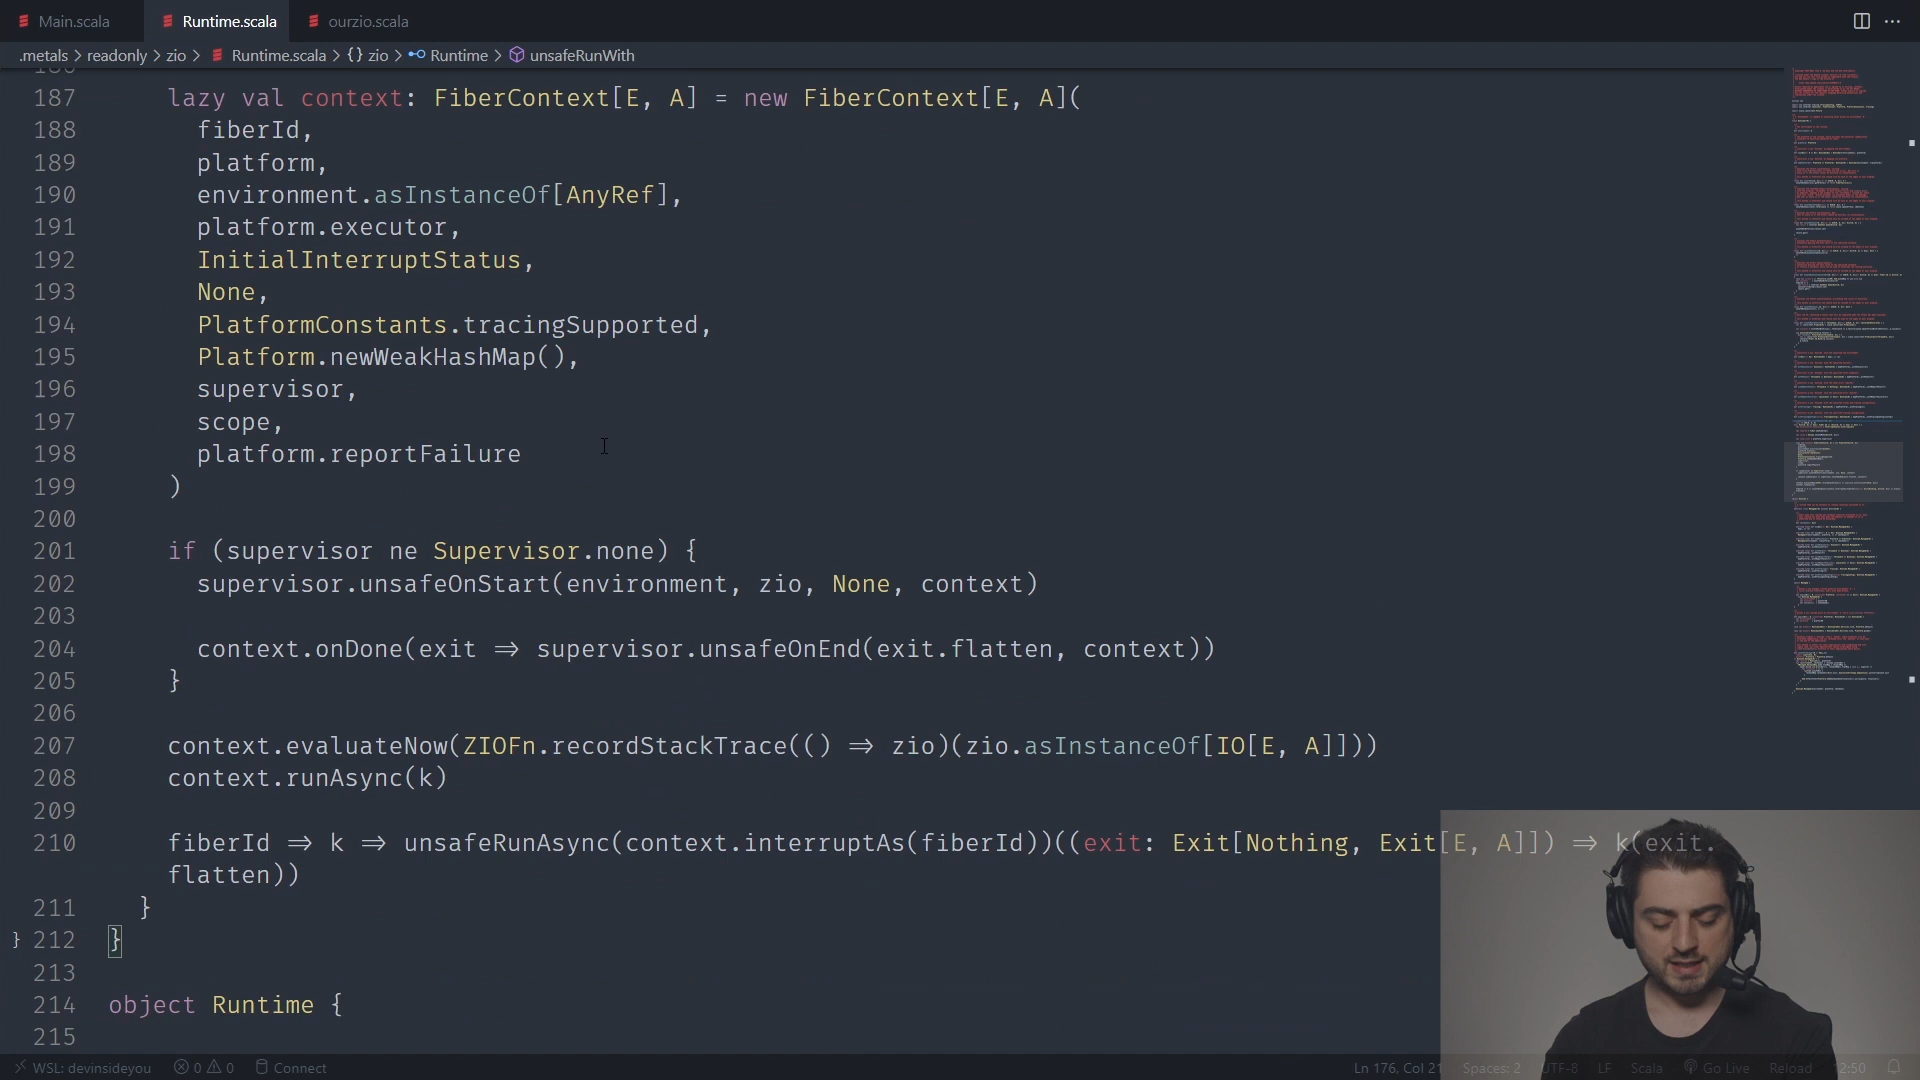 Main.scala
Runtime.scala
ourzio.scala
.metals > readonly > zio > Runtime.scala > {} zio > Runtime > unsafeRunWith
187 lazy val context: FiberContext[E, A] = new FiberContext[E, A](
188 fiberId,
189 platform,
190 environment.asInstanceOf[AnyRef],
191 platform.executor,
192 InitialInterruptStatus,
193 None,
194 PlatformConstants.tracingSupported,
195 Platform.newWeakHashMap(),
196 supervisor,
197 scope,
198 platform.reportFailure
199 )
200
201 if (supervisor ne Supervisor.none) {
202 supervisor.unsafeOnStart(environment, zio, None, context)
203
204 context.onDone(exit ⇒ supervisor.unsafeOnEnd(exit.flatten, context))
205 }
206
207 context.evaluateNow(ZIOFn.recordStackTrace(() ⇒ zio)(zio.asInstanceOf[IO[E, A]]))
208 context.runAsync(k)
209
210 fiberId ⇒ k ⇒ unsafeRunAsync(context.interruptAs(fiberId))((exit: Exit[Nothing, Exit[E, A]]) ⇒ k(exit.
flatten))
211 }
} 212 }
213
214 object Runtime {
215
WSL: devinsideyou 0 0 Connect Ln 176, Col 21 Spaces: 2 UTF-8 LF Scala Go Live Reload 12:50